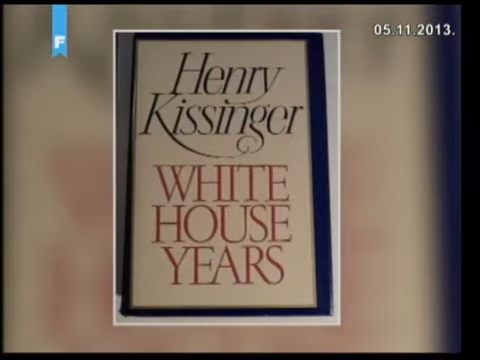 F
05.11.2013.
Henry
Kissinger
WHITE
HOUSE
YEARS